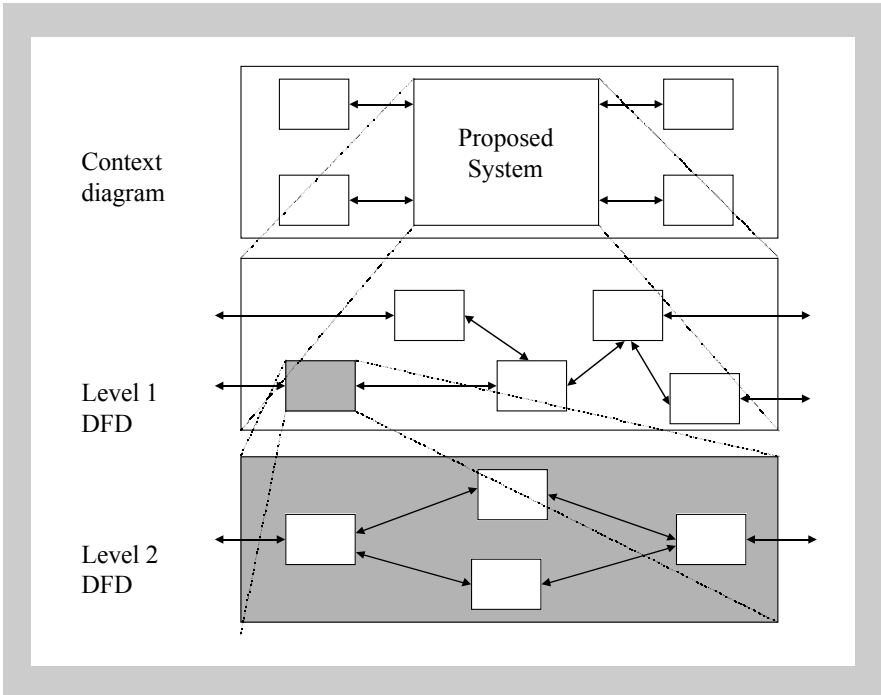 Proposed
System
Context
diagram
Level 1
DFD
Level 2
DFD